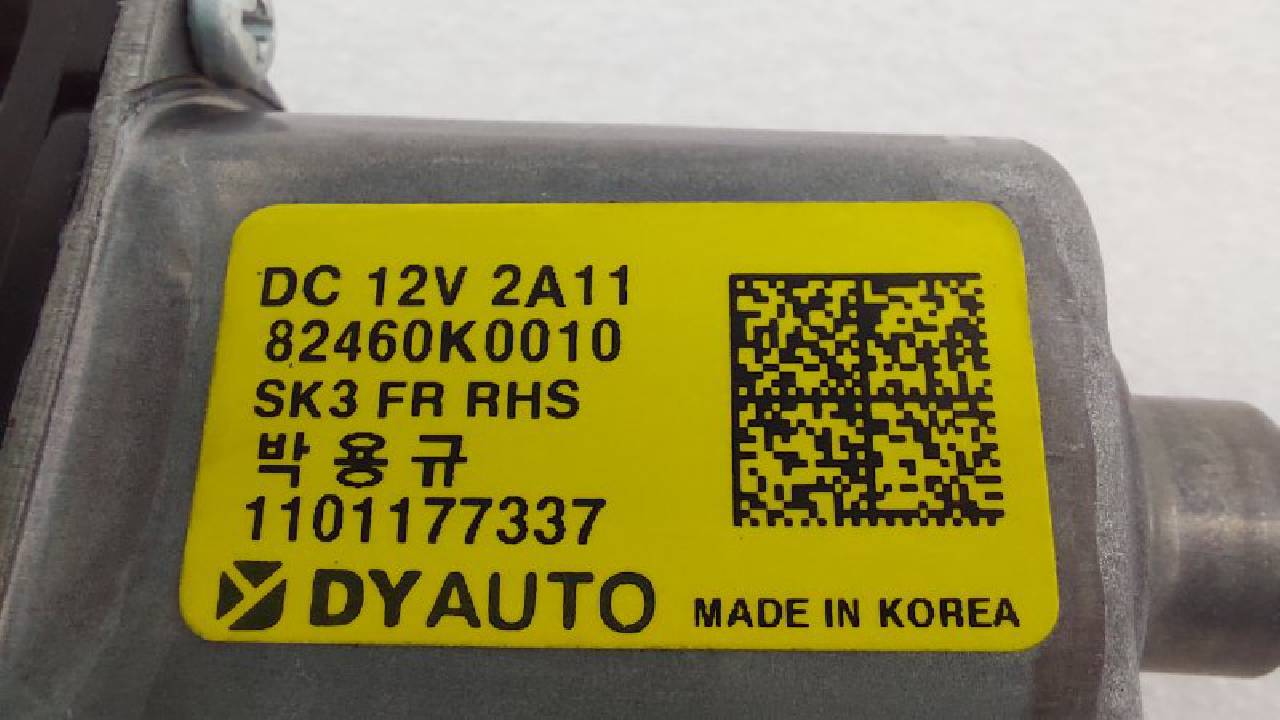 DC 12V 2A11
82460K0010
SK3 FR RHS
박용규
1101177337
DYAUTO MADE IN KOREA